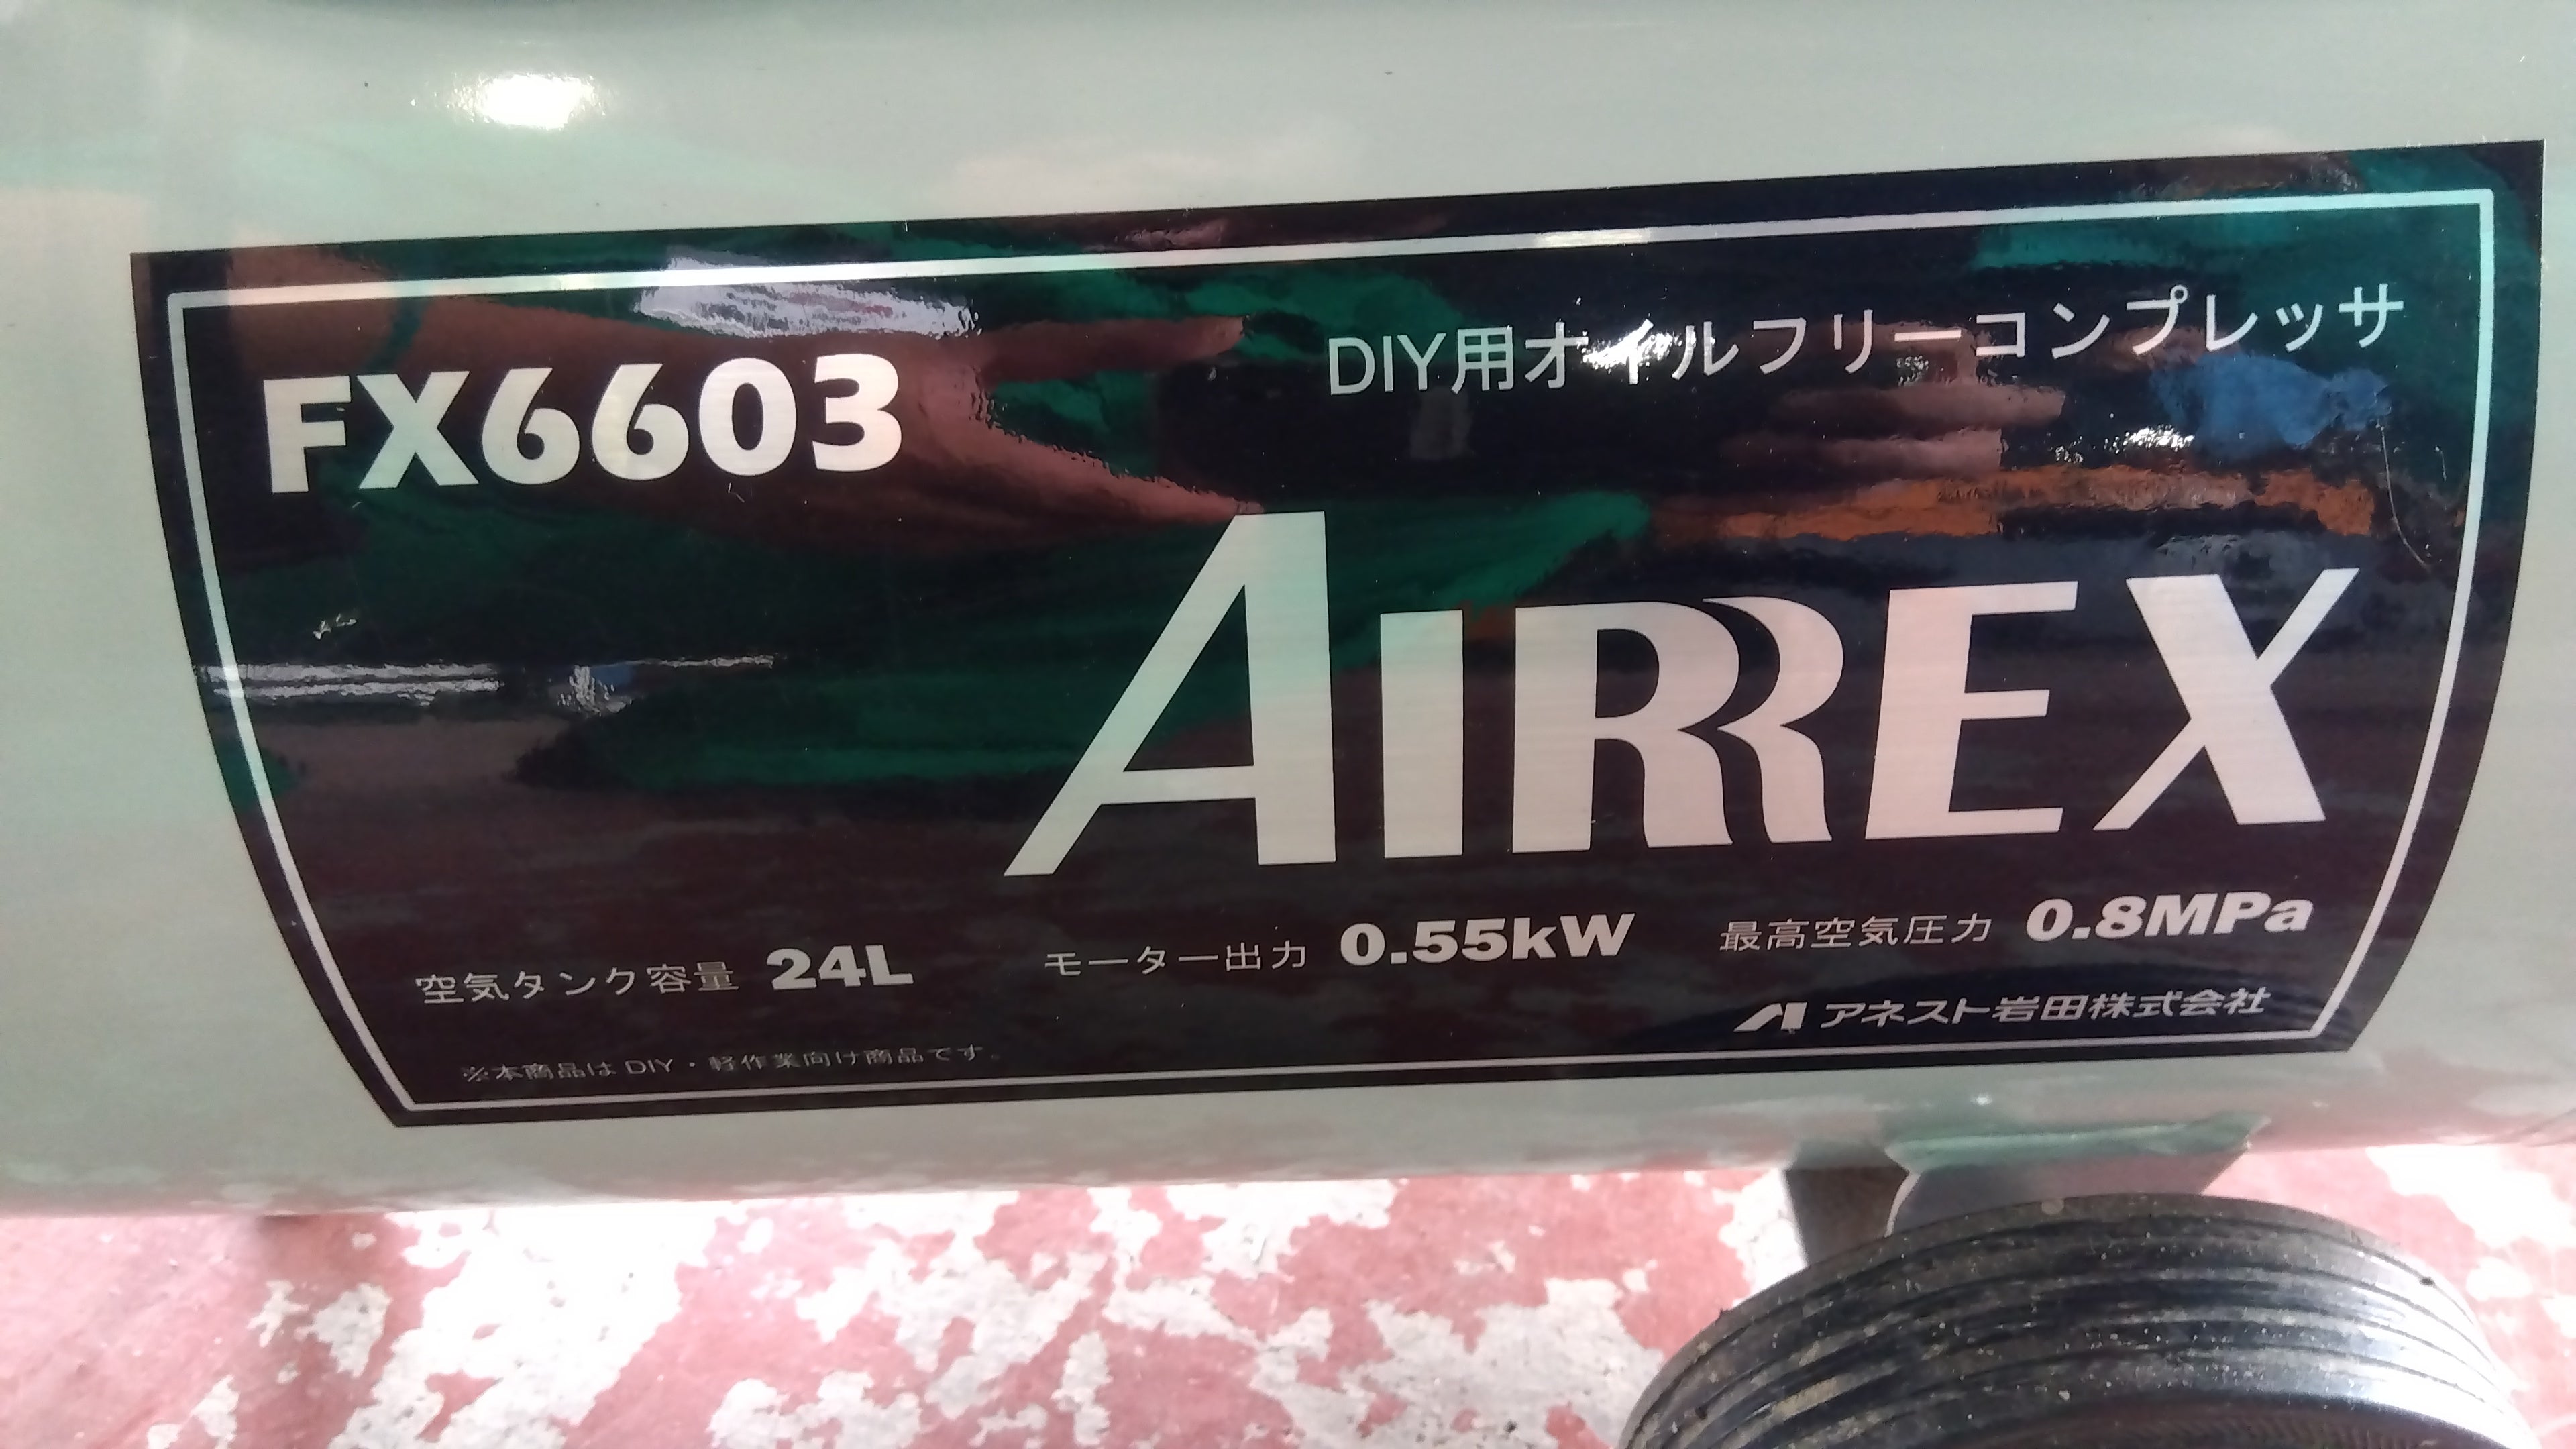 FX6603
DIY用オイルフリーコンプレッサ
AIRREX
空気タンク容量 24L モーター出力 0.55kW 最高空気圧力 0.8MPa
アネスト岩田株式会社
※本商品はDIY・軽作業向け商品です。